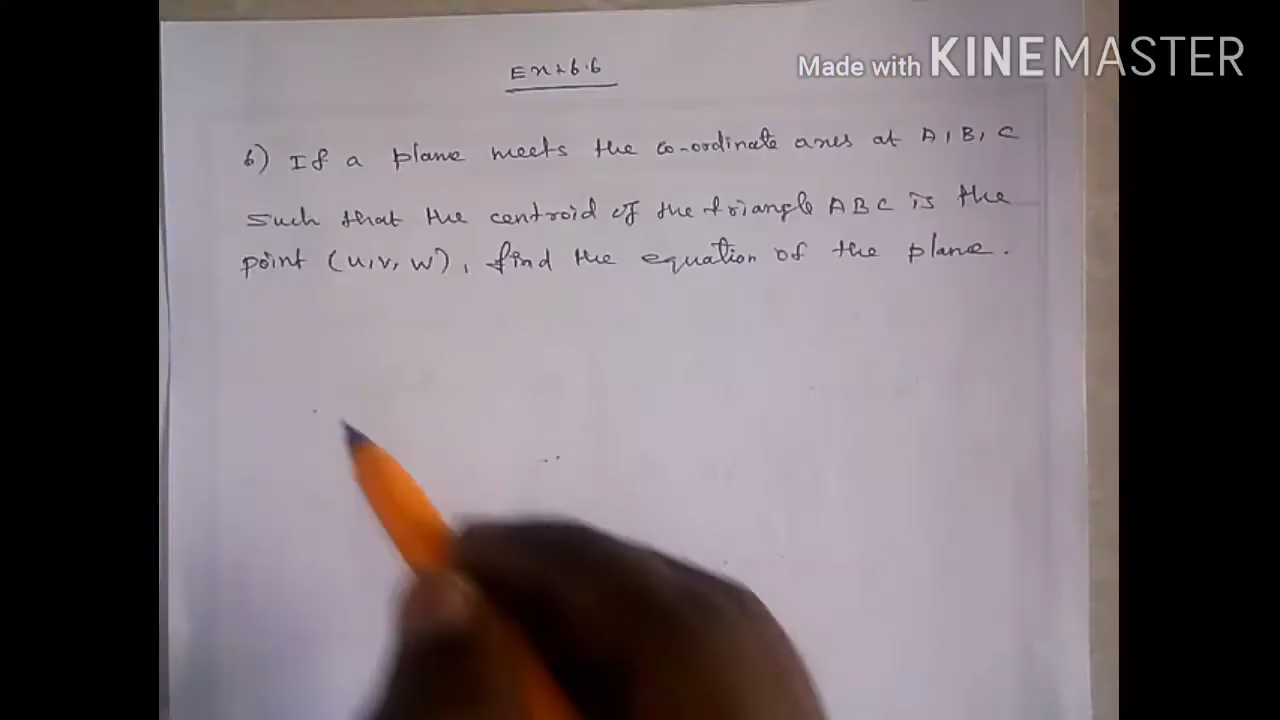 Made with KINEMASTER
Ex: 6.6
6) If a plane meets the co-ordinate axes at A, B, C
Such that the centroid of the triangle ABC is the
point (u, v, w), find the equation of the plane.